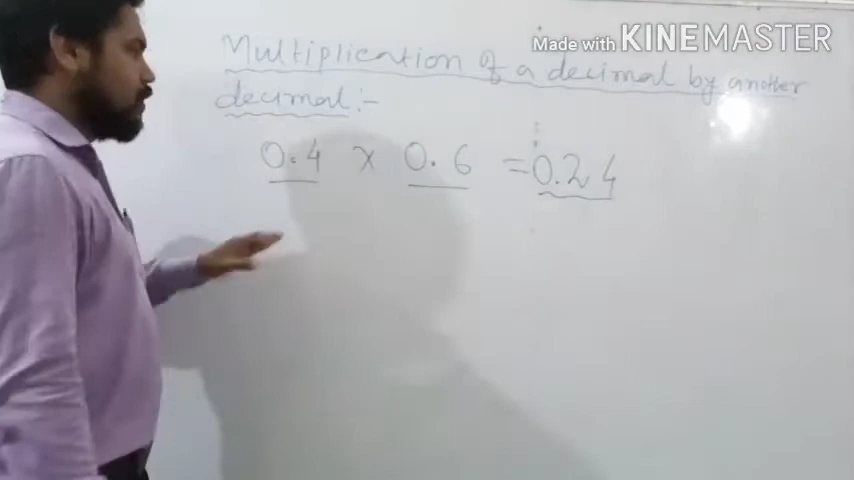 Made with KINEMASTER
Multiplication of a decimal by another
decimal :-
0.4 x 0.6 = 0.24